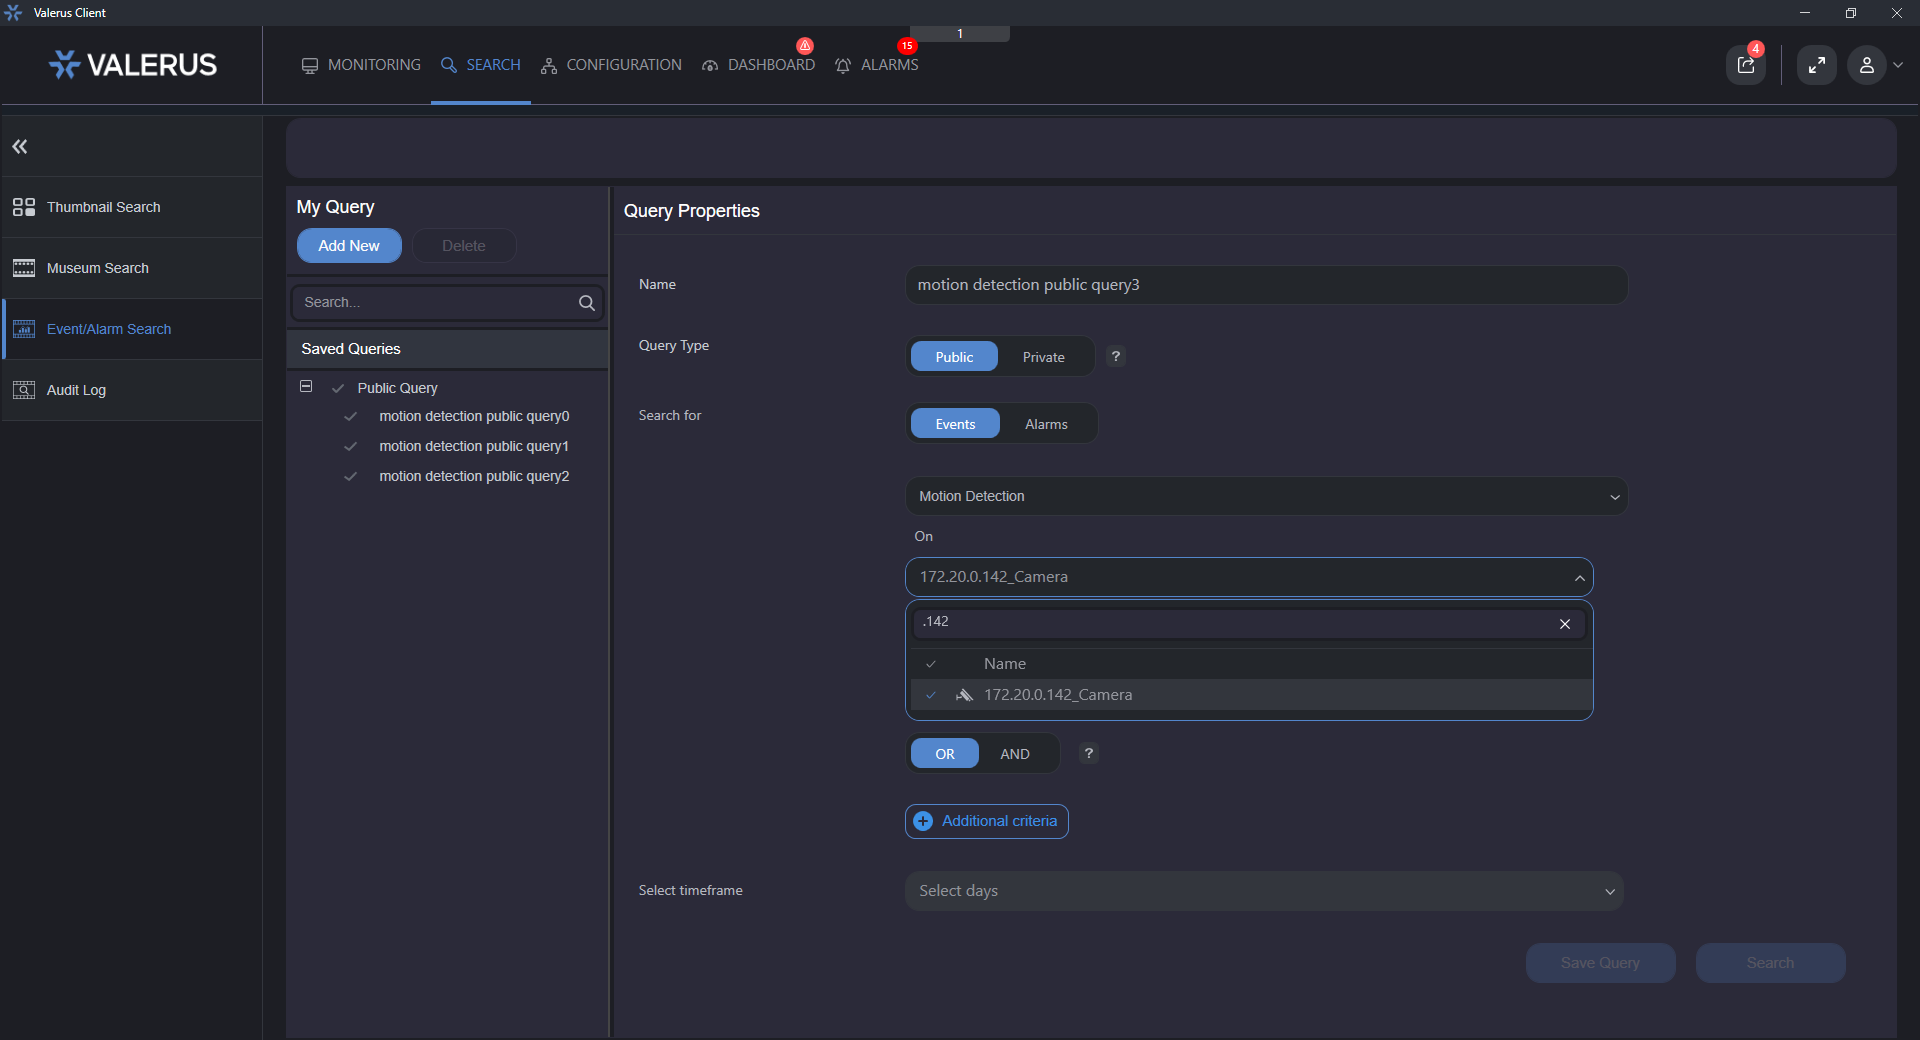 Valerus Client
VALERUS
MONITORING
SEARCH
CONFIGURATION
DASHBOARD
15
ALARMS
1
4
Thumbnail Search
Museum Search
Event/Alarm Search
Audit Log
My Query
Add New
Delete
Search...
Saved Queries
Public Query
motion detection public query0
motion detection public query1
motion detection public query2
Query Properties
Name
motion detection public query3
Query Type
Public
Private
?
Search for
Events
Alarms
Motion Detection
On
172.20.0.142_Camera
.142
Name
172.20.0.142_Camera
OR
AND
?
Additional criteria
Select timeframe
Select days
Save Query
Search